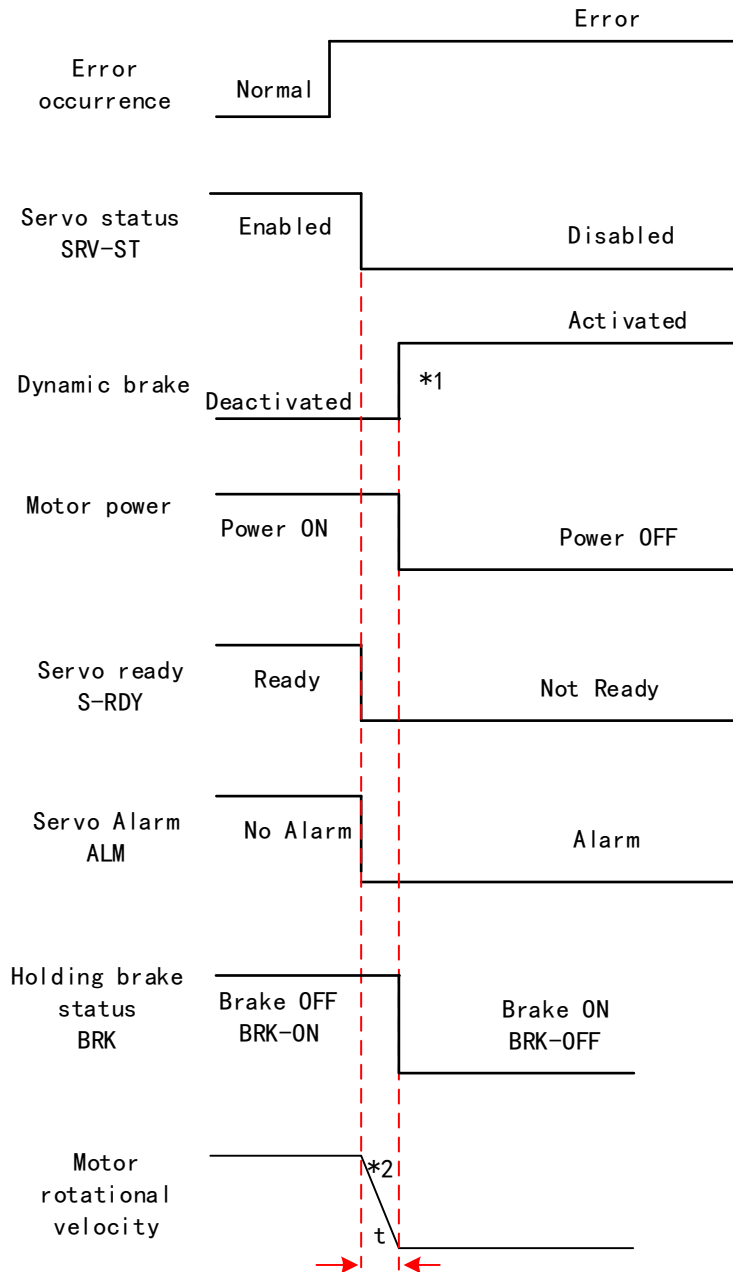 Error
Error
occurrence
Normal
Servo status
SRV-ST
Enabled
Disabled
Activated
Dynamic brake
Deactivated
*1
Motor power
Power ON
Power OFF
Servo ready
S-RDY
Ready
Not Ready
Servo Alarm
ALM
No Alarm
Alarm
Holding brake
status
BRK
Brake OFF
BRK-ON
Brake ON
BRK-OFF
Motor
rotational
velocity
*2
t